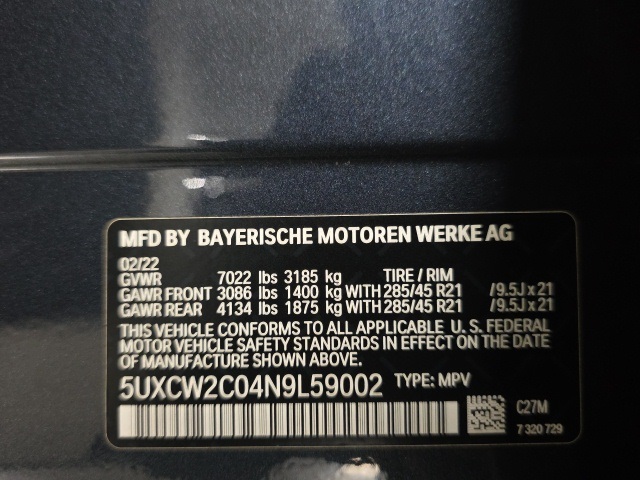 MFD BY BAYERISCHE MOTOREN WERKE AG
02/22
GVWR 7022 lbs 3185 kg TIRE / RIM
GAWR FRONT 3086 lbs 1400 kg WITH 285/45 R21 /9.5J x 21
GAWR REAR 4134 lbs 1875 kg WITH 285/45 R21 /9.5J x 21
THIS VEHICLE CONFORMS TO ALL APPLICABLE U. S. FEDERAL
MOTOR VEHICLE SAFETY STANDARDS IN EFFECT ON THE DATE
OF MANUFACTURE SHOWN ABOVE.
5UXCW2C04N9L59002 TYPE: MPV
C27M
7 320 729